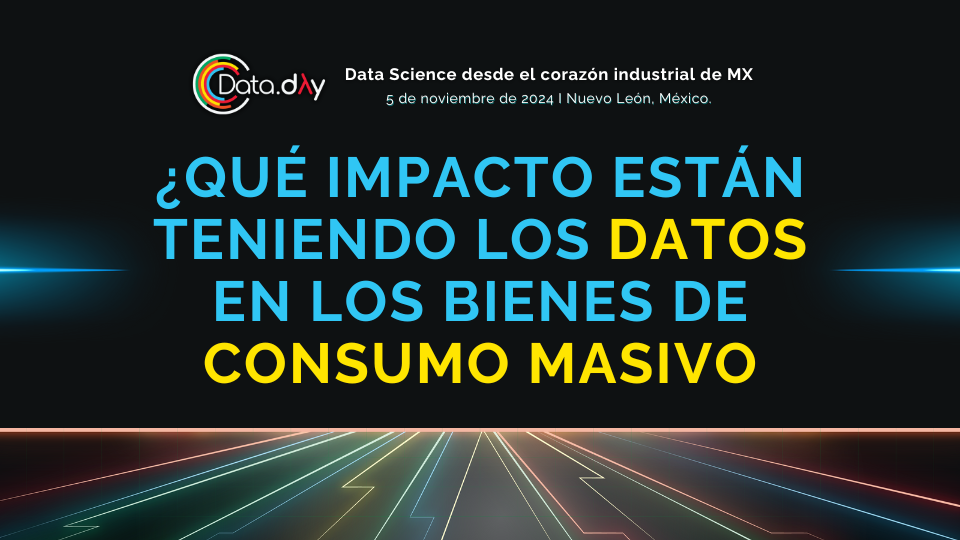 Data.day
Data Science desde el corazón industrial de MX
5 de noviembre de 2024 I Nuevo León, México.
¿QUÉ IMPACTO ESTÁN
TENIENDO LOS DATOS
EN LOS BIENES DE
CONSUMO MASIVO